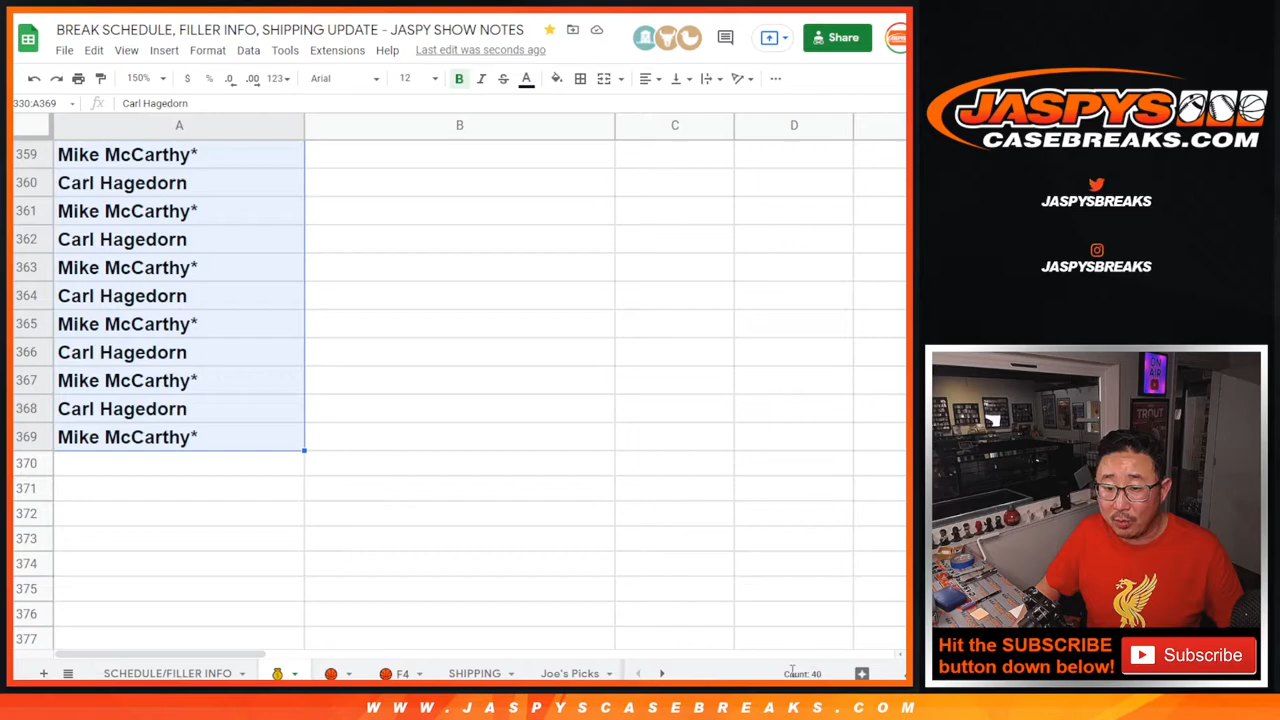 BREAK SCHEDULE, FILLER INFO, SHIPPING UPDATE - JASPY SHOW NOTES
File Edit View Insert Format Data Tools Extensions Help Last edit was seconds ago
Share
150% $ % .0 .00 123 Arial 12 B I S A
330:A369 fx Carl Hagedorn
A B C D
359 Mike McCarthy*
360 Carl Hagedorn
361 Mike McCarthy*
362 Carl Hagedorn
363 Mike McCarthy*
364 Carl Hagedorn
365 Mike McCarthy*
366 Carl Hagedorn
367 Mike McCarthy*
368 Carl Hagedorn
369 Mike McCarthy*
370
371
372
373
374
375
376
377
SCHEDULE/FILLER INFO F4 SHIPPING Joe's Picks Count: 40
JASPYS
CASEBREAKS.COM
JASPYSBREAKS
JASPYSBREAKS
ON AIR
TROUT
Hit the SUBSCRIBE
button down below!
Subscribe
WWW.JASPYSCASEBREAKS.COM